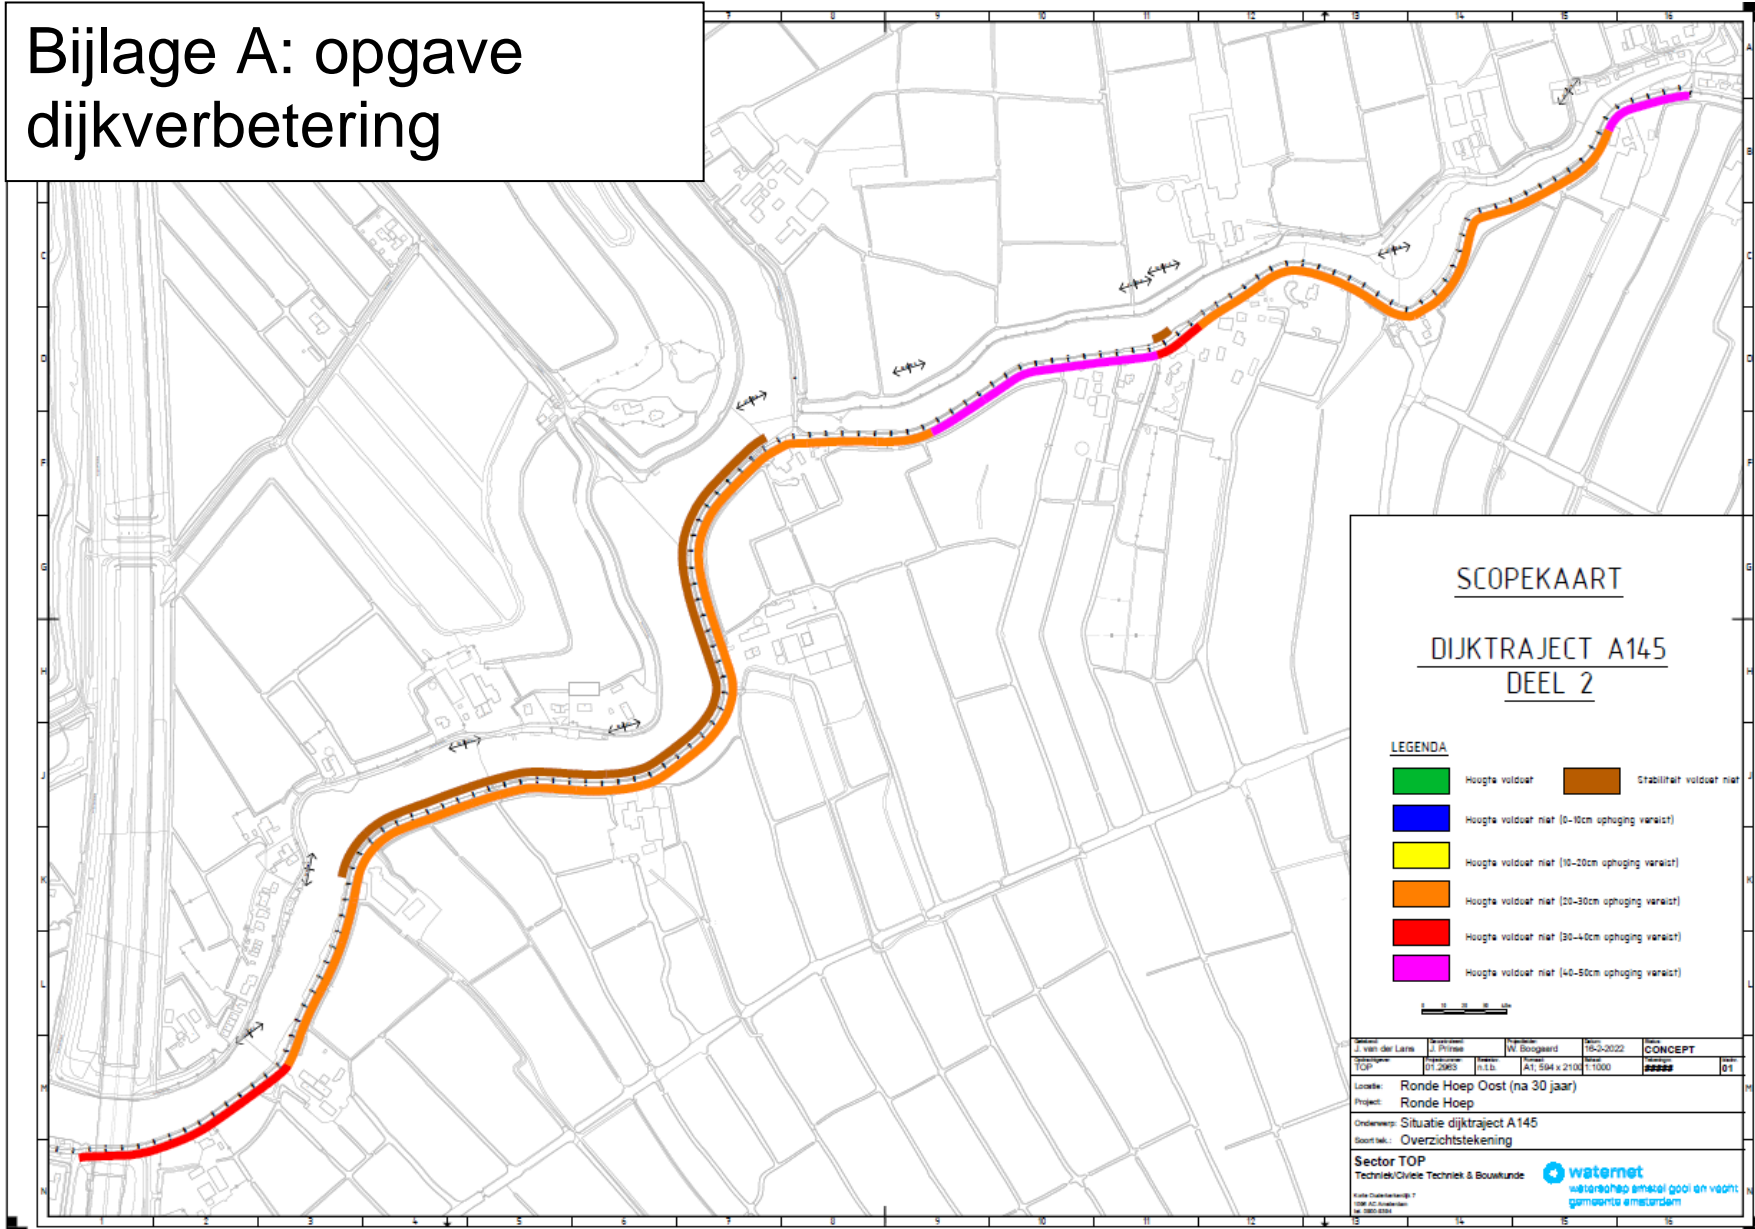 Bijlage A: opgave
dijkverbetering
SCOPEKAART
DIJKTRAJECT A145
DEEL 2
LEGENDA
Hoogte voldoet
Stabiliteit voldoet niet
Hoogte voldoet niet (0-10cm ophoging vereist)
Hoogte voldoet niet (10-20cm ophoging vereist)
Hoogte voldoet niet (20-30cm ophoging vereist)
Hoogte voldoet niet (30-40cm ophoging vereist)
Hoogte voldoet niet (40-50cm ophoging vereist)
J. van der Lans J. Prinse W. Boogaard 16-2-2022 CONCEPT
TOP 01.2963 n.t.b. A1; 594 x 2100 1:1000 ##### 01
Locatie: Ronde Hoep Oost (na 30 jaar)
Project: Ronde Hoep
Onderwerp: Situatie dijktraject A145
Soort tek.: Overzichtstekening
Sector TOP
Techniek/Civiele Techniek & Bouwkunde
waternet
waterschap amstel gooi en vecht
gemeente amsterdam